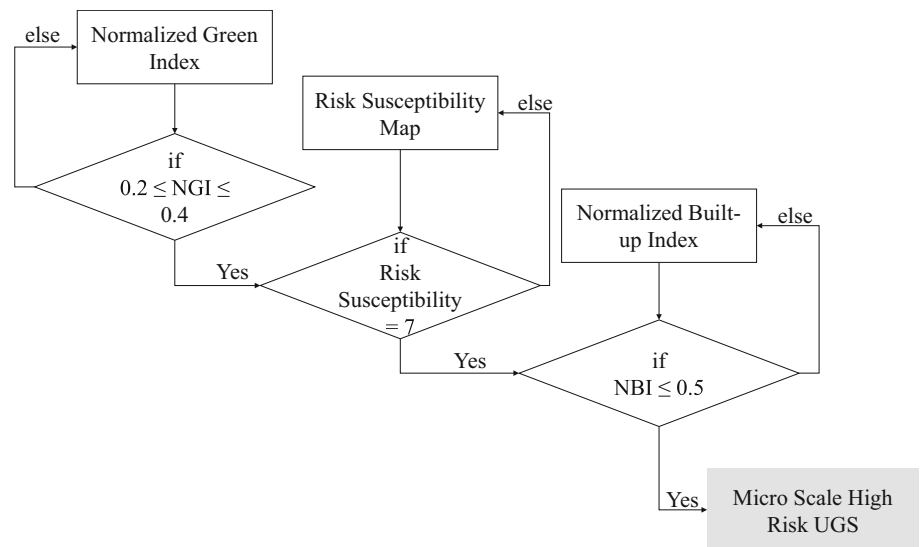 else
Normalized Green
Index
if
0.2 ≤ NGI ≤
0.4
Yes
Risk Susceptibility
Map
else
if
Risk
Susceptibility
= 7
Yes
Normalized Built-
up Index
else
if
NBI ≤ 0.5
Yes
Micro Scale High
Risk UGS